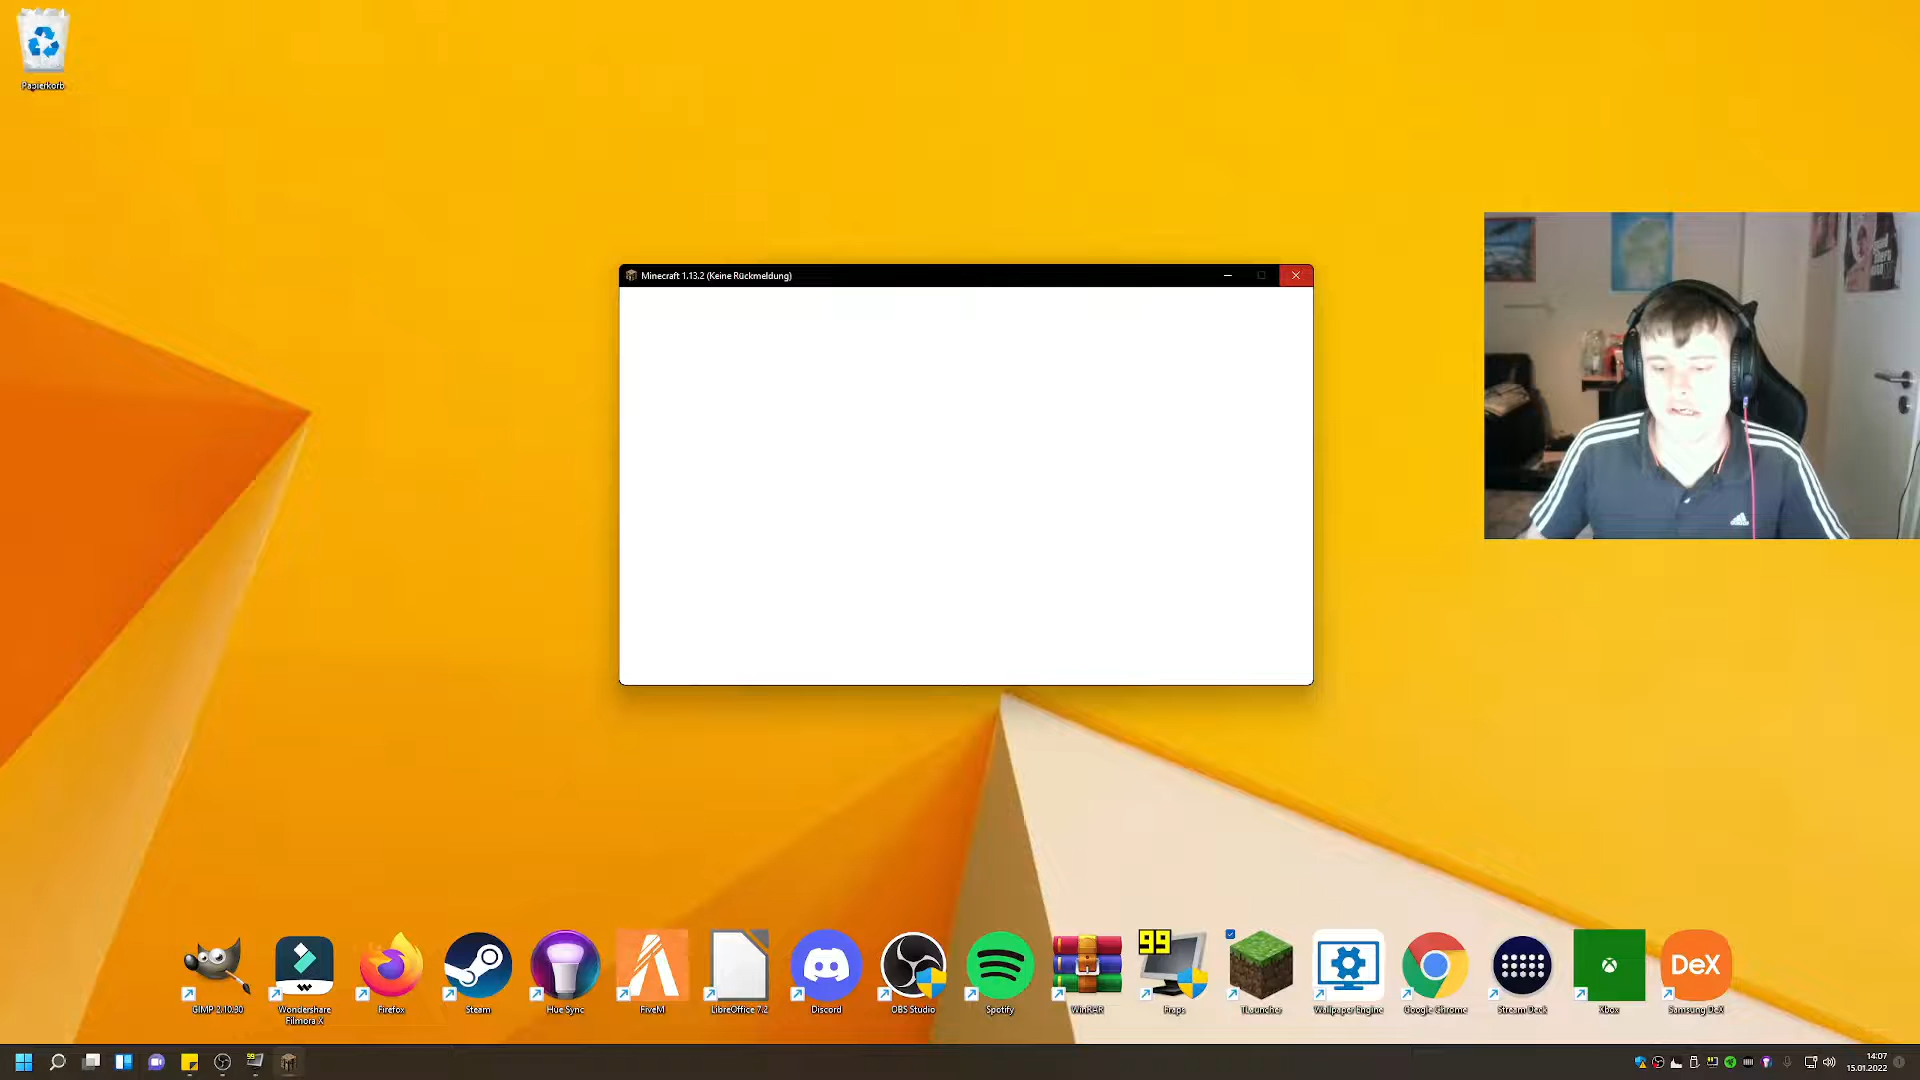 Papierkorb
Minecraft 1.13.2 (Keine Rückmeldung)
99
DeX
GIMP 2.10.30
Wondershare
Filmora X
Firefox
Steam
Hue Sync
FiveM
LibreOffice 7.2
Discord
OBS Studio
Spotify
WinRAR
Fraps
TLauncher
Wallpaper Engine
Google Chrome
Stream Deck
Xbox
Samsung DeX
99
14:07
15.01.2022